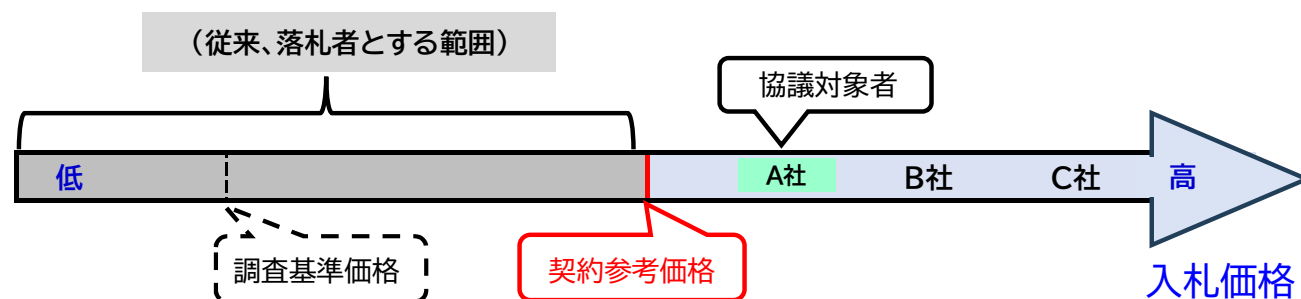 （従来、落札者とする範囲）
協議対象者
低
A社
B社
C社
高
調査基準価格
契約参考価格
入札価格